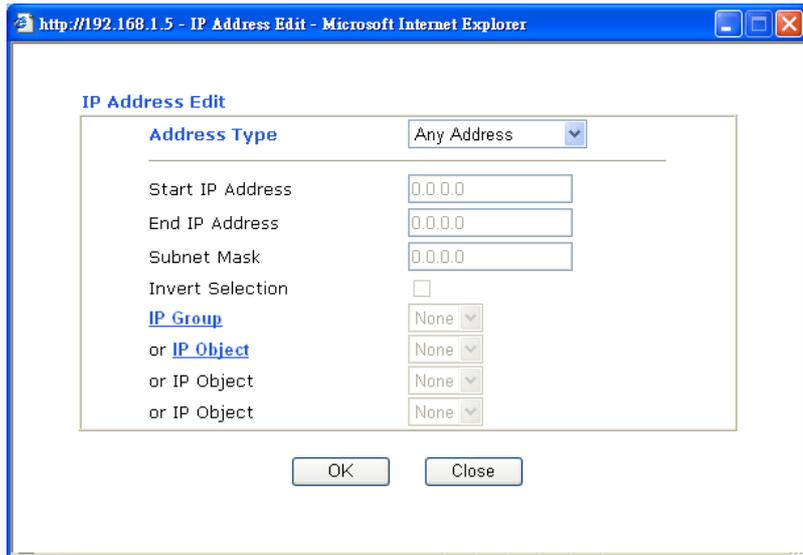 http://192.168.1.5 - IP Address Edit - Microsoft Internet Explorer
IP Address Edit
Address Type Any Address
Start IP Address 0.0.0.0
End IP Address 0.0.0.0
Subnet Mask 0.0.0.0
Invert Selection
IP Group None
or IP Object None
or IP Object None
or IP Object None
OK Close